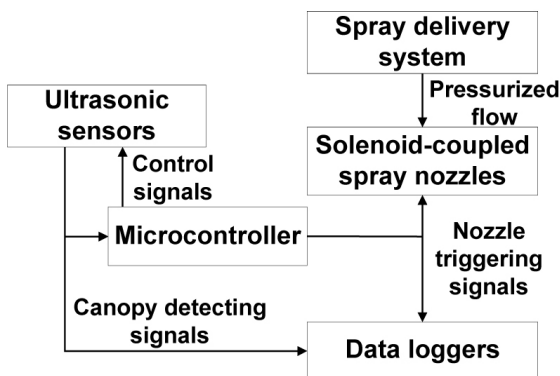 Spray delivery
system
Ultrasonic
sensors
Pressurized
flow
Solenoid-coupled
spray nozzles
Control
signals
Microcontroller
Nozzle
triggering
signals
Canopy detecting
signals
Data loggers